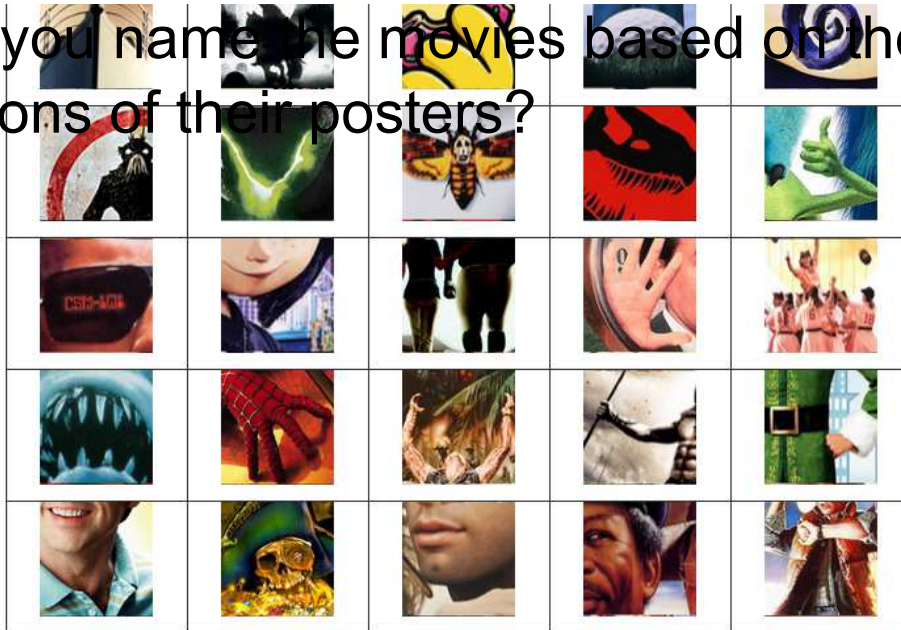 you name the movies based on the
ons of their posters?